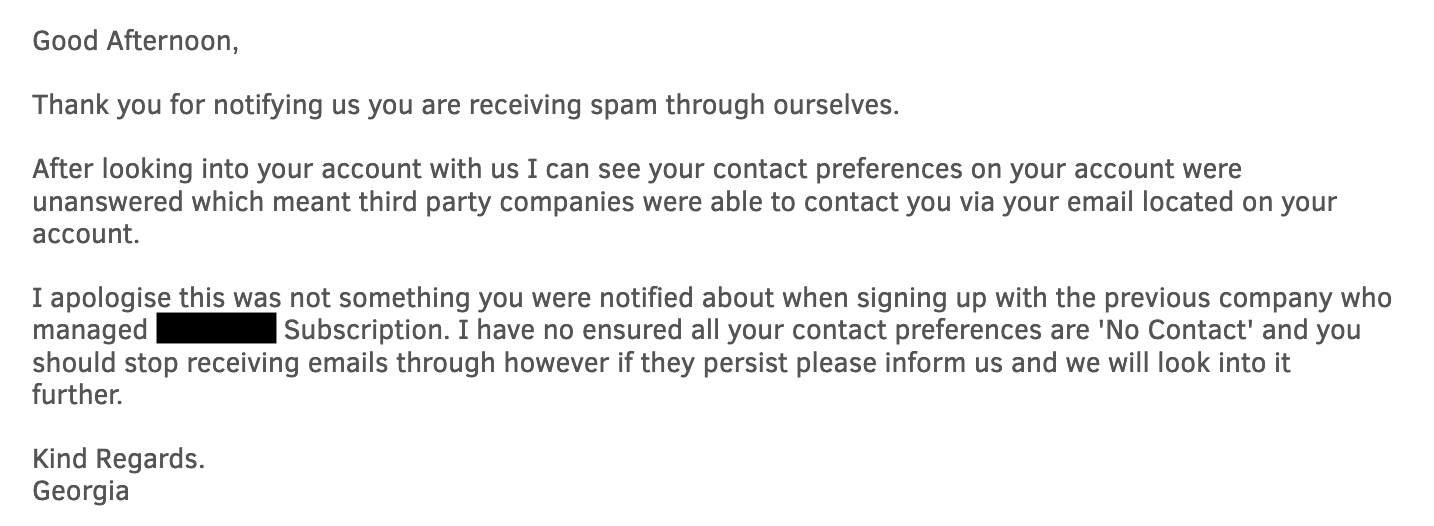 Good Afternoon,
Thank you for notifying us you are receiving spam through ourselves.
After looking into your account with us I can see your contact preferences on your account were
unanswered which meant third party companies were able to contact you via your email located on your
account.
I apologise this was not something you were notified about when signing up with the previous company who
managed Subscription. I have no ensured all your contact preferences are 'No Contact' and you
should stop receiving emails through however if they persist please inform us and we will look into it
further.
Kind Regards.
Georgia